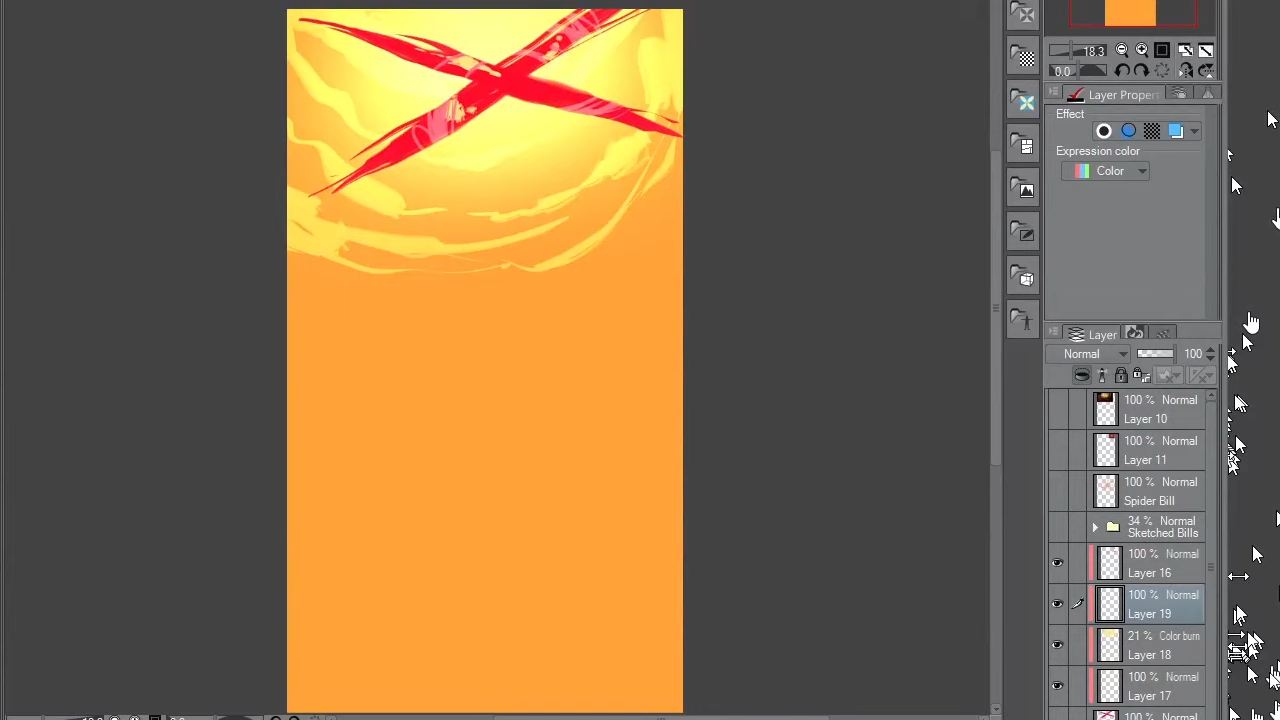 18.3
0.0
Layer Propert
Effect
Expression color
Color
Layer
Normal 100
100 % Normal
Layer 10
100 % Normal
Layer 11
100 % Normal
Spider Bill
34 % Normal
Sketched Bills
100 % Normal
Layer 16
100 % Normal
Layer 19
21 % Color burn
Layer 18
100 % Normal
Layer 17
100 % Normal